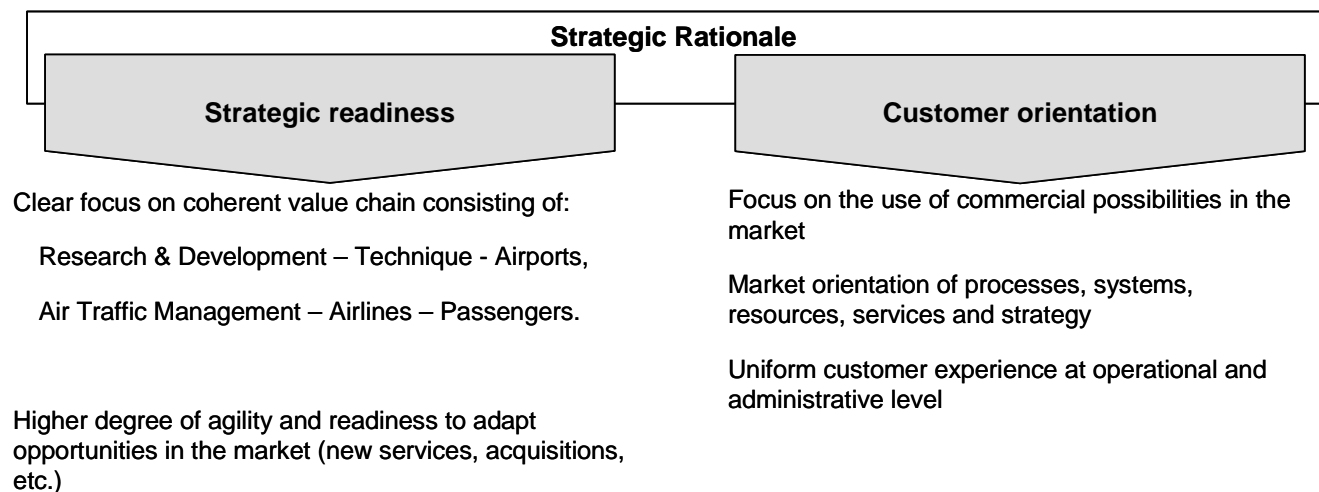 Strategic Rationale
Strategic readiness
Clear focus on coherent value chain consisting of:
Research & Development – Technique - Airports,
Air Traffic Management – Airlines – Passengers.
Higher degree of agility and readiness to adapt
opportunities in the market (new services, acquisitions,
etc.)
Customer orientation
Focus on the use of commercial possibilities in the
market
Market orientation of processes, systems,
resources, services and strategy
Uniform customer experience at operational and
administrative level